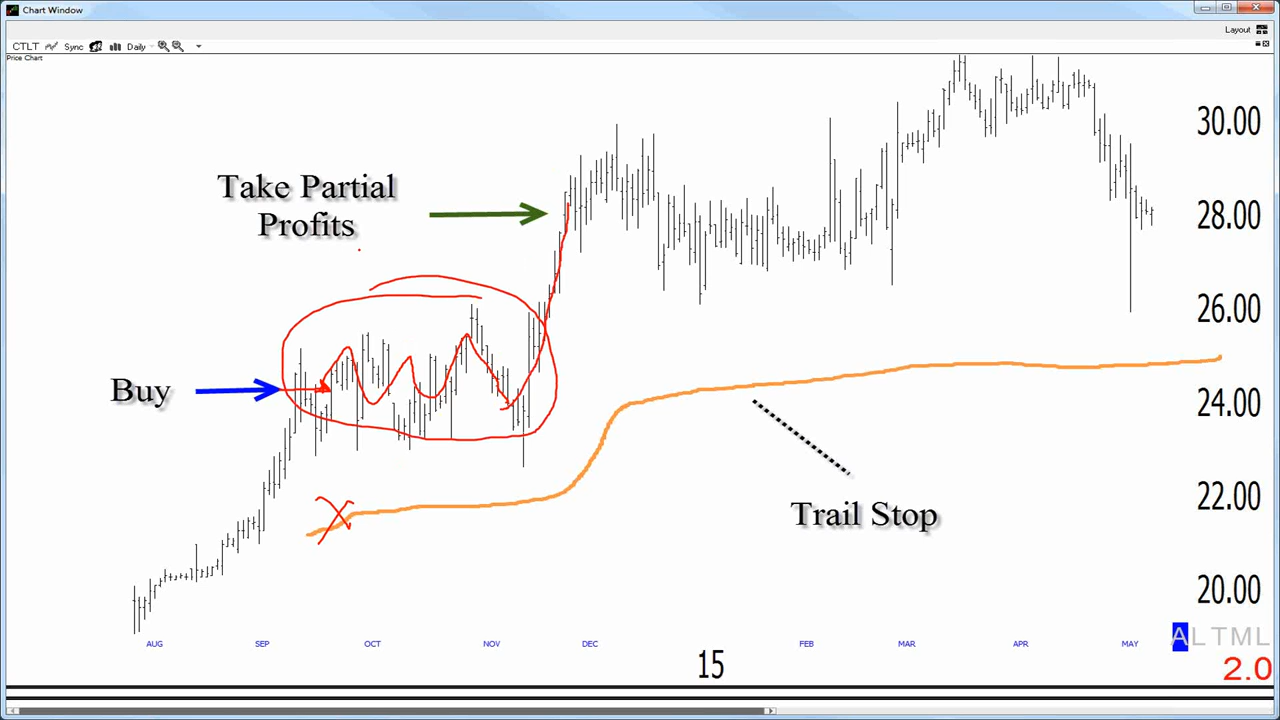 Chart Window
Layout
CTLT Sync Daily
Price Chart
30.00
Take Partial
Profits
28.00
26.00
Buy
24.00
22.00
Trail Stop
20.00
AUG SEP OCT NOV DEC FEB MAR APR MAY
ALTML
15
2.0